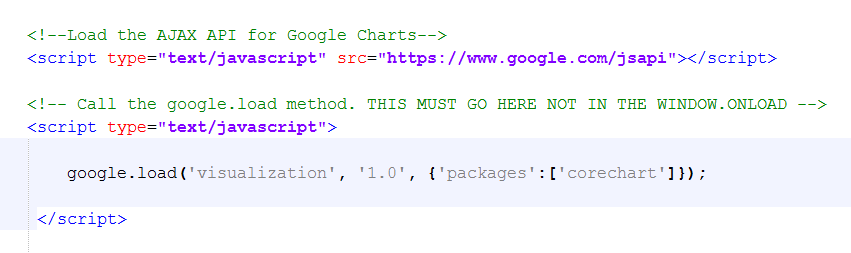 <!--Load the AJAX API for Google Charts-->
<script type="text/javascript" src="https://www.google.com/jsapi"></script>
<!-- Call the google.load method. THIS MUST GO HERE NOT IN THE WINDOW.ONLOAD -->
<script type="text/javascript">
google.load('visualization', '1.0', {'packages':['corechart']});
</script>